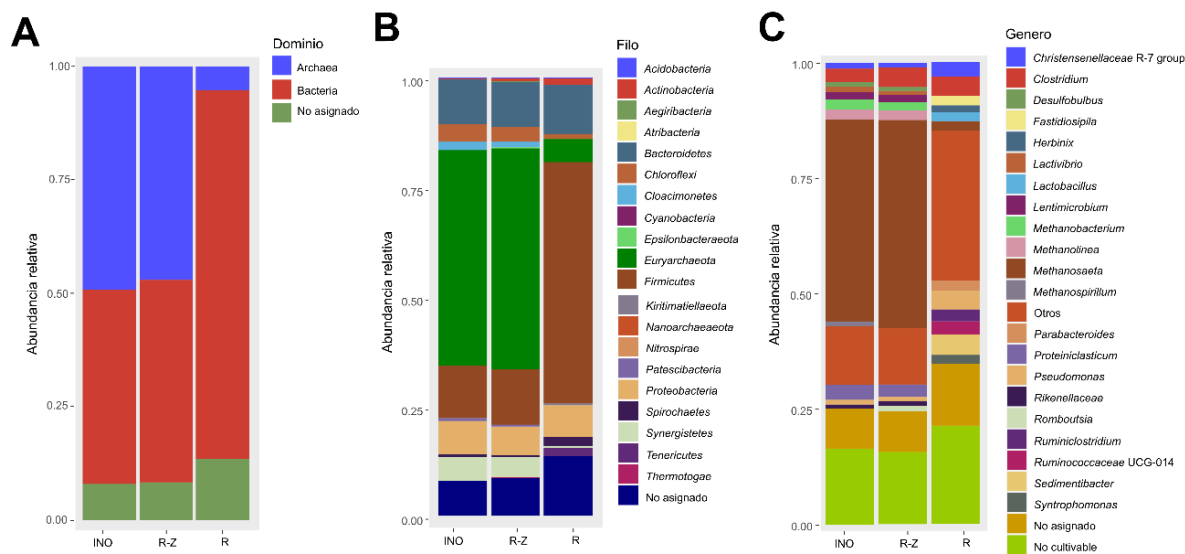 A
Abundancia relativa
1.00
0.75
0.50
0.25
0.00
INO
R-Z
R
Dominio
Archaea
Bacteria
No asignado
B
Abundancia relativa
1.00
0.75
0.50
0.25
0.00
INO
R-Z
R
Filo
Acidobacteria
Actinobacteria
Aegiribacteria
Atribacteria
Bacteroidetes
Chloroflexi
Cloacimonetes
Cyanobacteria
Epsilonbacteraeota
Euryarchaeota
Firmicutes
Kiritimatiellaeota
Nanoarchaeaeota
Nitrospirae
Patescibacteria
Proteobacteria
Spirochaetes
Synergistetes
Tenericutes
Thermotogae
No asignado
C
Abundancia relativa
1.00
0.75
0.50
0.25
0.00
INO
R-Z
R
Genero
Christensenellaceae R-7 group
Clostridium
Desulfobulbus
Fastidiosipila
Herbinix
Lactivibrio
Lactobacillus
Lentimicrobium
Methanobacterium
Methanolinea
Methanosaeta
Methanospirillum
Otros
Parabacteroides
Proteiniclasticum
Pseudomonas
Rikenellaceae
Romboutsia
Ruminiclostridium
Ruminococcaceae UCG-014
Sedimentibacter
Syntrophomonas
No asignado
No cultivable